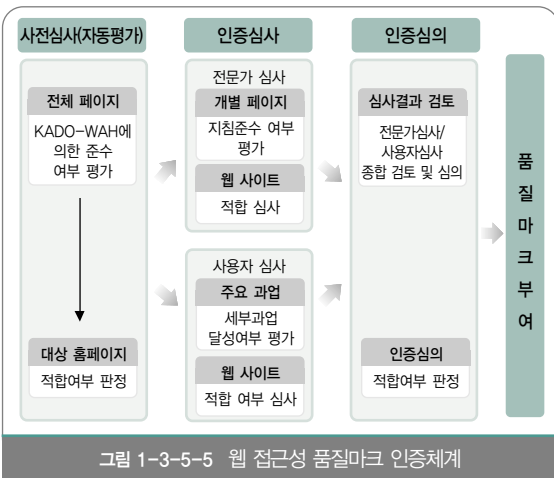 사전심사(자동평가)
전체 페이지
KADO-WAH에
의한 준수
여부 평가
대상 홈페이지
적합여부 판정
인증심사
전문가 심사
개별 페이지
지침준수 여부
평가
웹 사이트
적합 심사
사용자 심사
주요 과업
세부과업
달성여부 평가
웹 사이트
적합 여부 심사
인증심의
심사결과 검토
전문가심사/
사용자심사
종합 검토 및 심의
인증심의
적합여부 판정
품
질
마
크
부
여
그림 1-3-5-5 웹 접근성 품질마크 인증체계